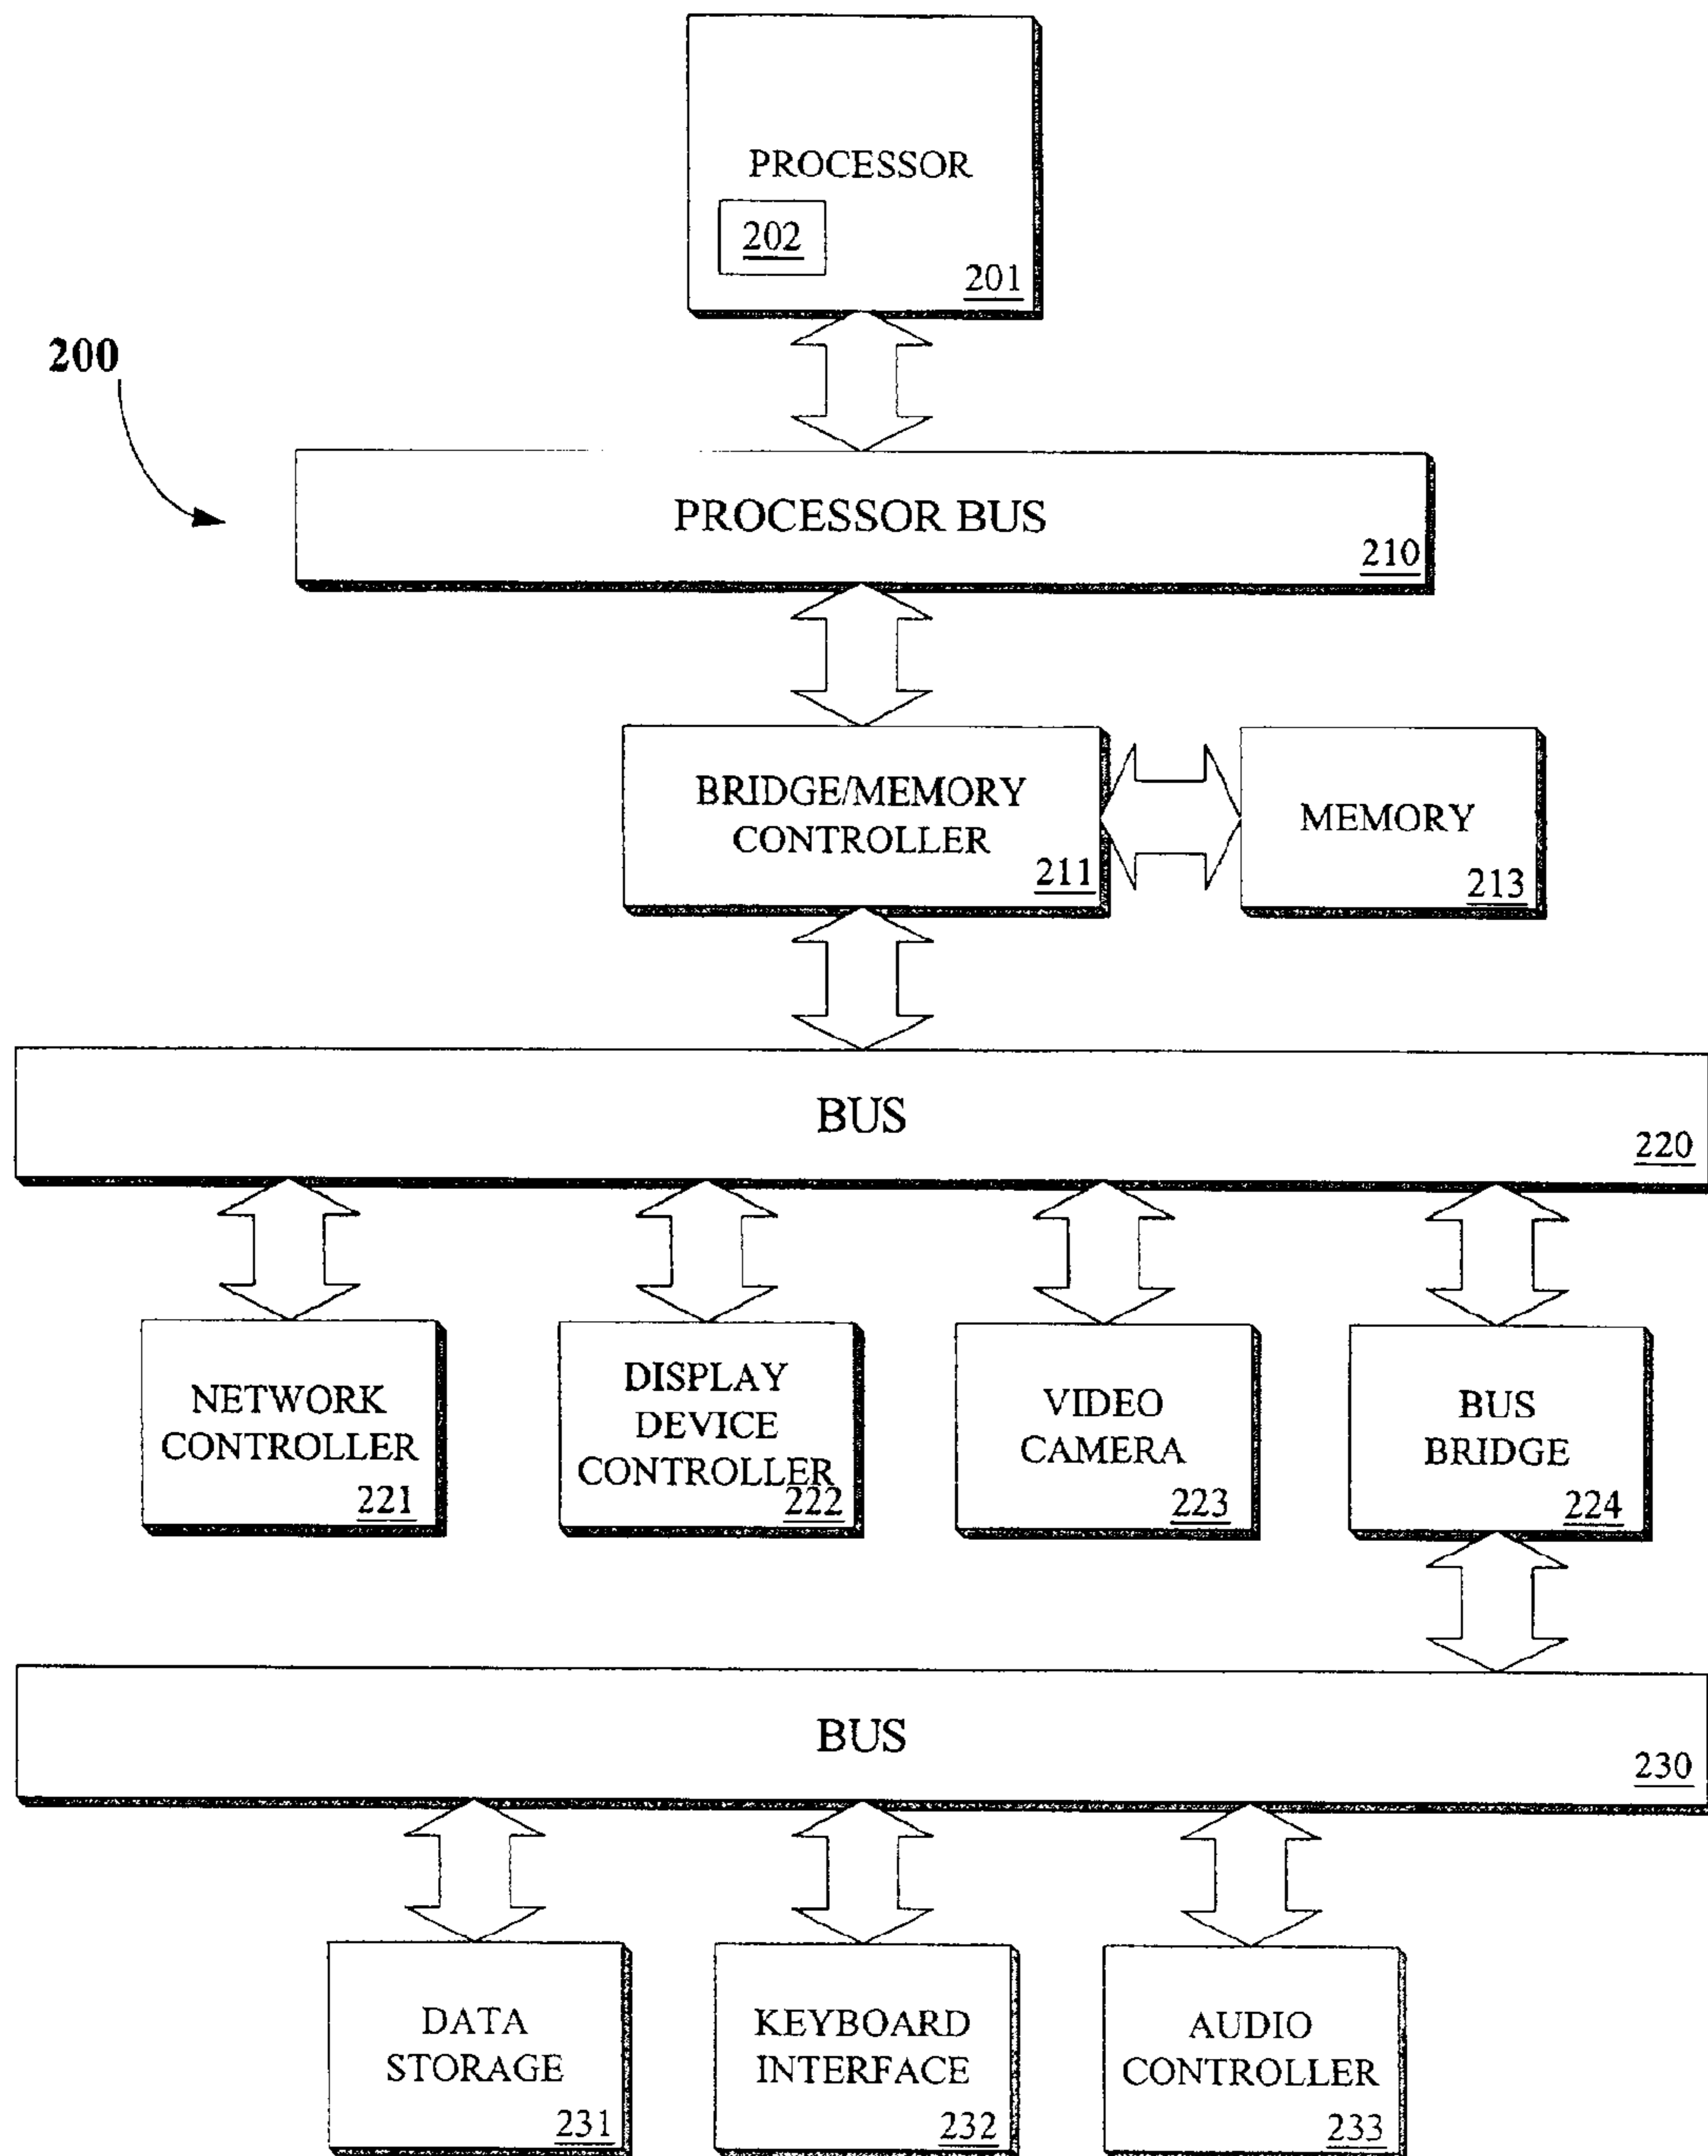 PROCESSOR
202
201
200
PROCESSOR BUS
210
BRIDGE/MEMORY
CONTROLLER
211
MEMORY
213
BUS
220
NETWORK
CONTROLLER
221
DISPLAY
DEVICE
CONTROLLER
222
VIDEO
CAMERA
223
BUS
BRIDGE
224
BUS
230
DATA
STORAGE
231
KEYBOARD
INTERFACE
232
AUDIO
CONTROLLER
233